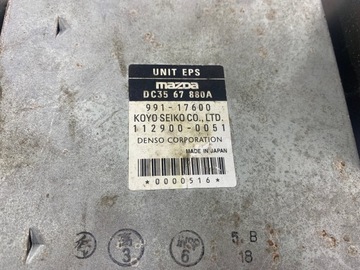 UNIT EPS
mazda
DC35 67 880A
991-17600
KOYO SEIKO CO., LTD.
112900-0051
DENSO CORPORATION
MADE IN JAPAN
*0000516*
3
6
5.B
18